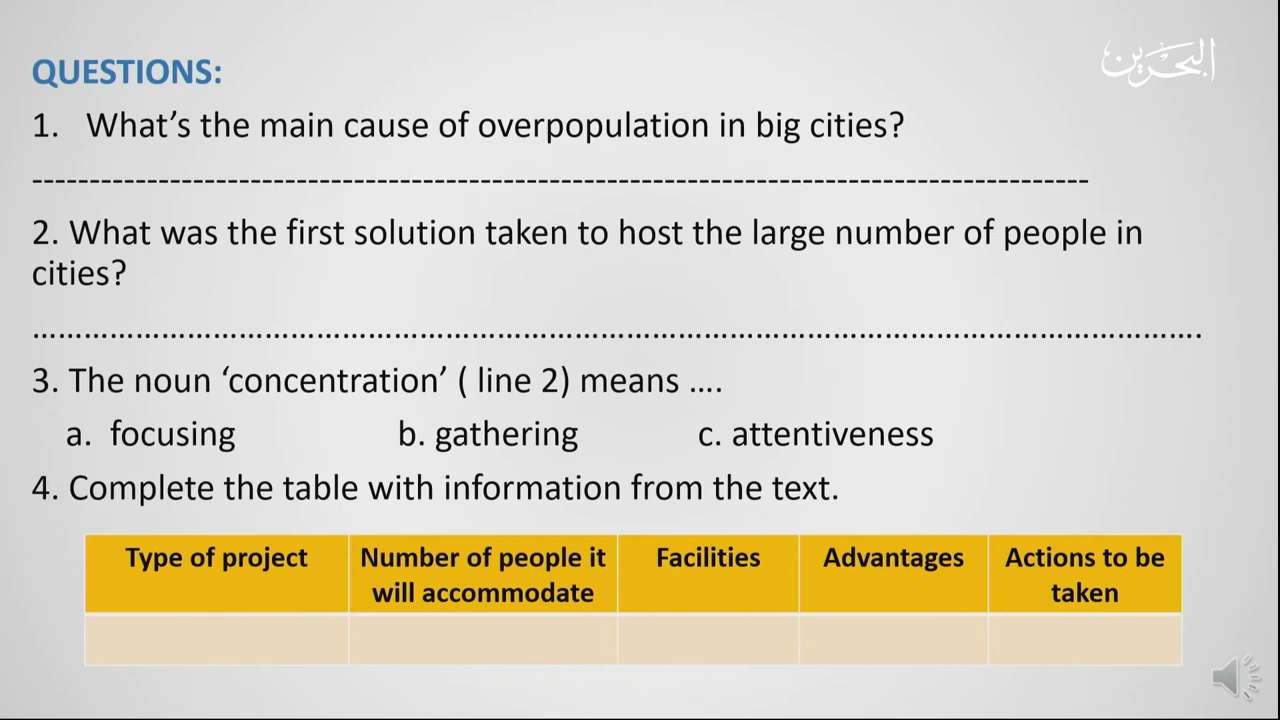 البحرين
QUESTIONS:
1. What’s the main cause of overpopulation in big cities?
--------------------------------------------------------------------------------------------
2. What was the first solution taken to host the large number of people in
cities?
……………………………………………………………………………………………………………………….
3. The noun ‘concentration’ ( line 2) means ….
a. focusing b. gathering c. attentiveness
4. Complete the table with information from the text.
Type of project Number of people it will accommodate Facilities Advantages Actions to be taken